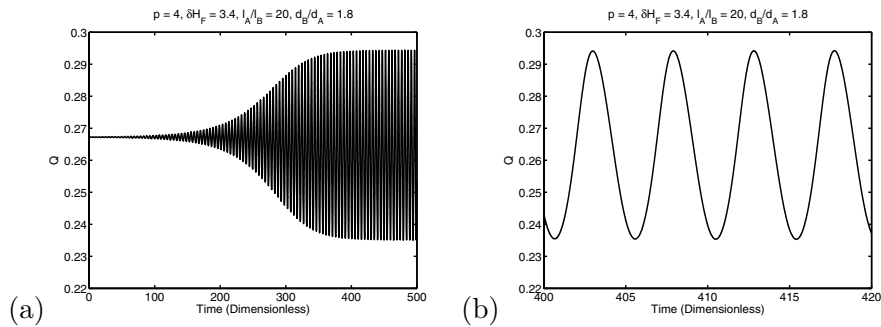 p = 4, δH_F = 3.4, l_A/l_B = 20, d_B/d_A = 1.8
0.3
0.29
0.28
0.27
0.26
0.25
0.24
0.23
0.22
Q
0 100 200 300 400 500
Time (Dimensionless)
(a)
p = 4, δH_F = 3.4, l_A/l_B = 20, d_B/d_A = 1.8
0.3
0.29
0.28
0.27
0.26
0.25
0.24
0.23
0.22
Q
400 405 410 415 420
Time (Dimensionless)
(b)